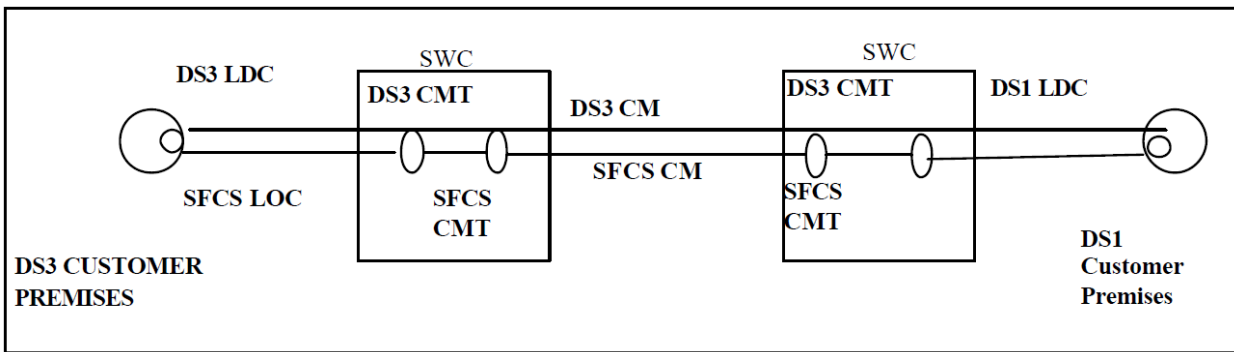 SWC
SWC
DS3 LDC
DS3 CMT
DS3 CM
DS3 CMT
DS1 LDC
SFCS LOC
SFCS
CMT
SFCS CM
SFCS
CMT
DS3 CUSTOMER
PREMISES
DS1
Customer
Premises